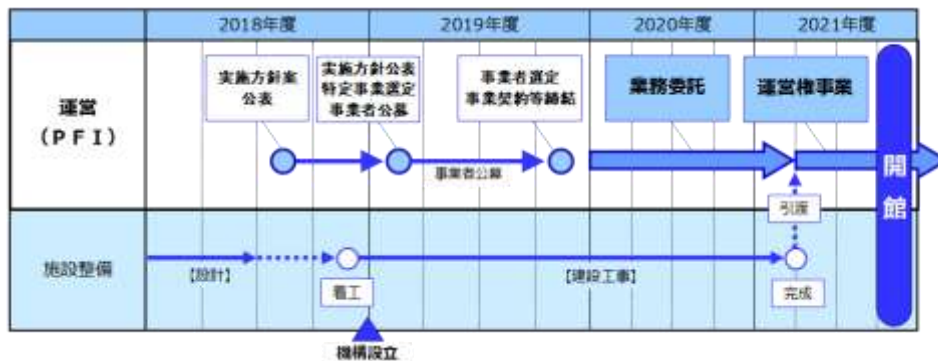 2018年度 2019年度 2020年度 2021年度
運営
(PFI)
実施方針案
公表
実施方針公表
特定事業選定
事業者公募
事業者選定
事業契約等締結
業務委託
運営権事業
事業者公募
開館
引渡
施設整備
【設計】
着工
【建設工事】
完成
機構設立